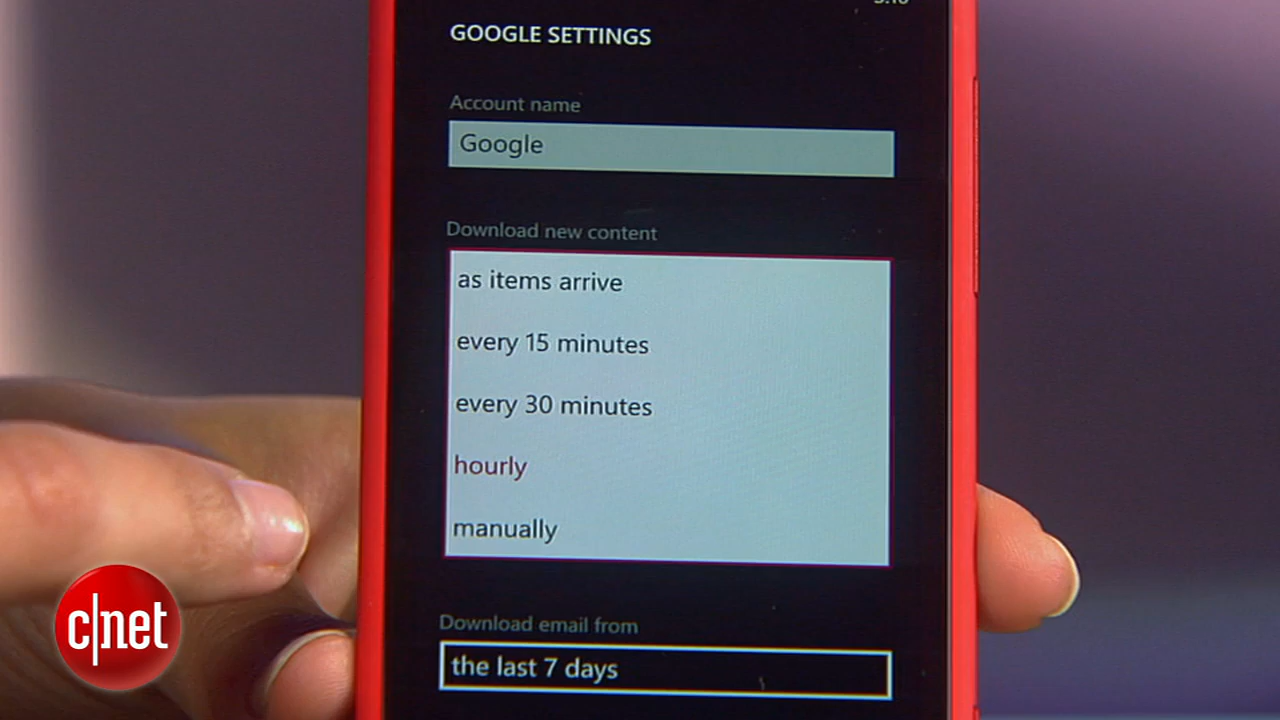 GOOGLE SETTINGS
Account name
Google
Download new content
as items arrive
every 15 minutes
every 30 minutes
hourly
manually
Download email from
the last 7 days
c|net